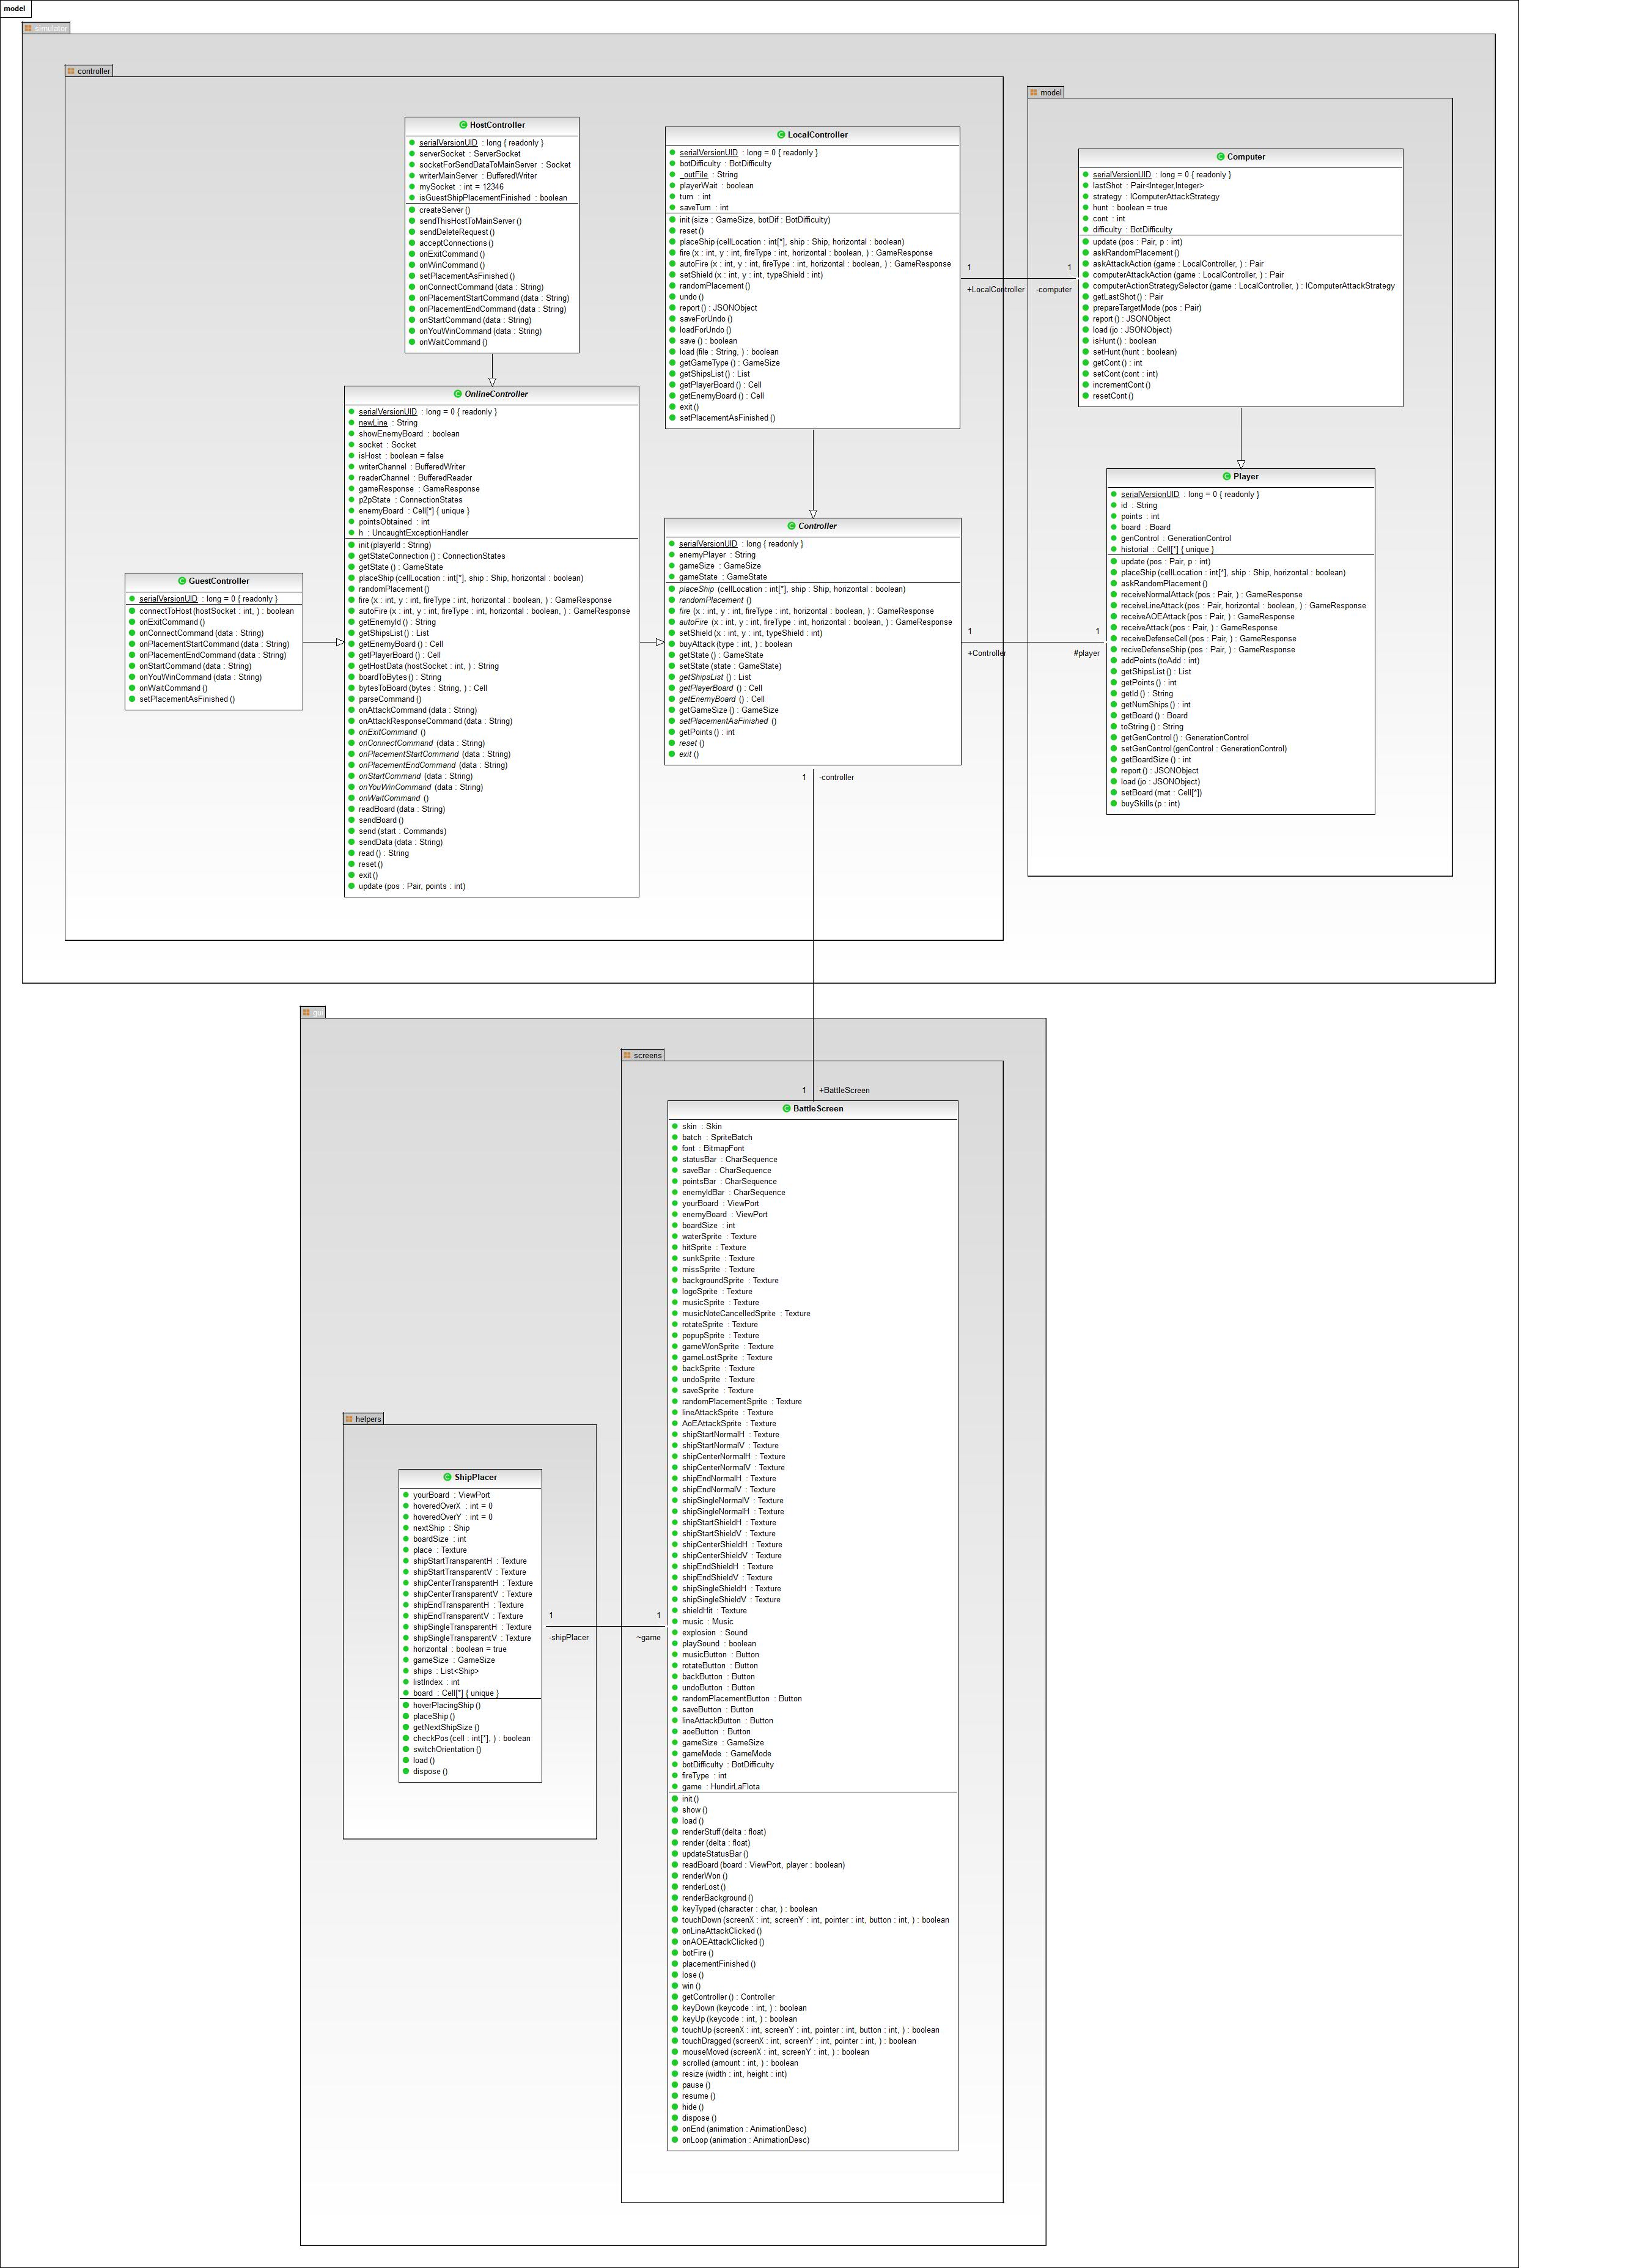 model
simulator
controller
HostController
serialVersionUID : long { readonly }
serverSocket : ServerSocket
socketForSendDataToMainServer : Socket
writerMainServer : BufferedWriter
mySocket : int = 12346
isGuestShipPlacementFinished : boolean
createServer ()
sendThisHostToMainServer ()
sendDeleteRequest ()
acceptConnections ()
onExitCommand ()
onWinCommand ()
setPlacementAsFinished ()
onConnectCommand (data : String)
onPlacementStartCommand (data : String)
onPlacementEndCommand (data : String)
onStartCommand (data : String)
onYouWinCommand (data : String)
onWaitCommand ()
LocalController
serialVersionUID : long = 0 { readonly }
botDifficulty : BotDifficulty
_outFile : String
playerWait : boolean
turn : int
saveTurn : int
init (size : GameSize, botDif : BotDifficulty)
reset ()
placeShip (cellLocation : int[*], ship : Ship, horizontal : boolean)
fire (x : int, y : int, fireType : int, horizontal : boolean, ) : GameResponse
autoFire (x : int, y : int, fireType : int, horizontal : boolean, ) : GameResponse
setShield (x : int, y : int, typeShield : int)
randomPlacement ()
undo ()
report () : JSONObject
saveForUndo ()
loadForUndo ()
save () : boolean
load (file : String, ) : boolean
getGameType () : GameSize
getShipsList () : List
getPlayerBoard () : Cell
getEnemyBoard () : Cell
exit ()
setPlacementAsFinished ()
1
+LocalController
1
-computer
model
Computer
serialVersionUID : long = 0 { readonly }
lastShot : Pair<Integer,Integer>
strategy : IComputerAttackStrategy
hunt : boolean = true
cont : int
difficulty : BotDifficulty
update (pos : Pair, p : int)
askRandomPlacement ()
askAttackAction (game : LocalController, ) : Pair
computerAttackAction (game : LocalController, ) : Pair
computerActionStrategySelector (game : LocalController, ) : IComputerAttackStrategy
getLastShot () : Pair
prepareTargetMode (pos : Pair)
report () : JSONObject
load (jo : JSONObject)
isHunt () : boolean
setHunt (hunt : boolean)
getCont () : int
setCont (cont : int)
incrementCont ()
resetCont ()
OnlineController
serialVersionUID : long = 0 { readonly }
newLine : String
showEnemyBoard : boolean
socket : Socket
isHost : boolean = false
writerChannel : BufferedWriter
readerChannel : BufferedReader
gameResponse : GameResponse
p2pState : ConnectionStates
enemyBoard : Cell[*] { unique }
pointsObtained : int
h : UncaughtExceptionHandler
init (playerId : String)
getStateConnection () : ConnectionStates
getState () : GameState
placeShip (cellLocation : int[*], ship : Ship, horizontal : boolean)
randomPlacement ()
fire (x : int, y : int, fireType : int, horizontal : boolean, ) : GameResponse
autoFire (x : int, y : int, fireType : int, horizontal : boolean, ) : GameResponse
getEnemyId () : String
getShipsList () : List
getEnemyBoard () : Cell
getPlayerBoard () : Cell
getHostData (hostSocket : int, ) : String
boardToBytes () : String
bytesToBoard (bytes : String, ) : Cell
parseCommand ()
onAttackCommand (data : String)
onAttackResponseCommand (data : String)
onExitCommand ()
onConnectCommand (data : String)
onPlacementStartCommand (data : String)
onPlacementEndCommand (data : String)
onStartCommand (data : String)
onYouWinCommand (data : String)
onWaitCommand ()
readBoard (data : String)
sendBoard ()
send (start : Commands)
sendData (data : String)
read () : String
reset ()
exit ()
update (pos : Pair, points : int)
GuestController
serialVersionUID : long = 0 { readonly }
connectToHost (hostSocket : int, ) : boolean
onExitCommand ()
onConnectCommand (data : String)
onPlacementStartCommand (data : String)
onPlacementEndCommand (data : String)
onStartCommand (data : String)
onYouWinCommand (data : String)
onWaitCommand ()
setPlacementAsFinished ()
Controller
serialVersionUID : long { readonly }
enemyPlayer : String
gameSize : GameSize
gameState : GameState
placeShip (cellLocation : int[*], ship : Ship, horizontal : boolean)
randomPlacement ()
fire (x : int, y : int, fireType : int, horizontal : boolean, ) : GameResponse
autoFire (x : int, y : int, fireType : int, horizontal : boolean, ) : GameResponse
setShield (x : int, y : int, typeShield : int)
buyAttack (type : int, ) : boolean
getState () : GameState
setState (state : GameState)
getShipsList () : List
getPlayerBoard () : Cell
getEnemyBoard () : Cell
getGameSize () : GameSize
setPlacementAsFinished ()
getPoints () : int
reset ()
exit ()
1
+Controller
1
#player
Player
serialVersionUID : long = 0 { readonly }
id : String
points : int
board : Board
genControl : GenerationControl
historial : Cell[*] { unique }
update (pos : Pair, p : int)
placeShip (cellLocation : int[*], ship : Ship, horizontal : boolean)
askRandomPlacement ()
receiveNormalAttack (pos : Pair, ) : GameResponse
receiveLineAttack (pos : Pair, horizontal : boolean, ) : GameResponse
receiveAOEAttack (pos : Pair, ) : GameResponse
receiveAttack (pos : Pair, ) : GameResponse
receiveDefenseCell (pos : Pair, ) : GameResponse
reciveDefenseShip (pos : Pair, ) : GameResponse
addPoints (toAdd : int)
getShipsList () : List
getPoints () : int
getId () : String
getNumShips () : int
getBoard () : Board
toString () : String
getGenControl () : GenerationControl
setGenControl (genControl : GenerationControl)
getBoardSize () : int
report () : JSONObject
load (jo : JSONObject)
setBoard (mat : Cell[*])
buySkills (p : int)
1
-controller
gui
screens
1
+BattleScreen
BattleScreen
skin : Skin
batch : SpriteBatch
font : BitmapFont
statusBar : CharSequence
saveBar : CharSequence
pointsBar : CharSequence
enemyIdBar : CharSequence
yourBoard : ViewPort
enemyBoard : ViewPort
boardSize : int
waterSprite : Texture
hitSprite : Texture
sunkSprite : Texture
missSprite : Texture
backgroundSprite : Texture
logoSprite : Texture
musicSprite : Texture
musicNoteCancelledSprite : Texture
rotateSprite : Texture
popupSprite : Texture
gameWonSprite : Texture
gameLostSprite : Texture
backSprite : Texture
undoSprite : Texture
saveSprite : Texture
randomPlacementSprite : Texture
lineAttackSprite : Texture
AoEAttackSprite : Texture
shipStartNormalH : Texture
shipStartNormalV : Texture
shipCenterNormalH : Texture
shipCenterNormalV : Texture
shipEndNormalH : Texture
shipEndNormalV : Texture
shipSingleNormalV : Texture
shipSingleNormalH : Texture
shipStartShieldH : Texture
shipStartShieldV : Texture
shipCenterShieldH : Texture
shipCenterShieldV : Texture
shipEndShieldH : Texture
shipEndShieldV : Texture
shipSingleShieldH : Texture
shipSingleShieldV : Texture
shieldHit : Texture
music : Music
explosion : Sound
playSound : boolean
musicButton : Button
rotateButton : Button
backButton : Button
undoButton : Button
randomPlacementButton : Button
saveButton : Button
lineAttackButton : Button
aoeButton : Button
gameSize : GameSize
gameMode : GameMode
botDifficulty : BotDifficulty
fireType : int
game : HundirLaFlota
init ()
show ()
load ()
renderStuff (delta : float)
render (delta : float)
updateStatusBar ()
readBoard (board : ViewPort, player : boolean)
renderWon ()
renderLost ()
renderBackground ()
keyTyped (character : char, ) : boolean
touchDown (screenX : int, screenY : int, pointer : int, button : int, ) : boolean
onLineAttackClicked ()
onAOEAttackClicked ()
botFire ()
placementFinished ()
lose ()
win ()
getController () : Controller
keyDown (keycode : int, ) : boolean
keyUp (keycode : int, ) : boolean
touchUp (screenX : int, screenY : int, pointer : int, button : int, ) : boolean
touchDragged (screenX : int, screenY : int, pointer : int, ) : boolean
mouseMoved (screenX : int, screenY : int, ) : boolean
scrolled (amount : int, ) : boolean
resize (width : int, height : int)
pause ()
resume ()
hide ()
dispose ()
onEnd (animation : AnimationDesc)
onLoop (animation : AnimationDesc)
helpers
ShipPlacer
yourBoard : ViewPort
hoveredOverX : int = 0
hoveredOverY : int = 0
nextShip : Ship
boardSize : int
place : Texture
shipStartTransparentH : Texture
shipStartTransparentV : Texture
shipCenterTransparentH : Texture
shipCenterTransparentV : Texture
shipEndTransparentH : Texture
shipEndTransparentV : Texture
shipSingleTransparentH : Texture
shipSingleTransparentV : Texture
horizontal : boolean = true
gameSize : GameSize
ships : List<Ship>
listIndex : int
board : Cell[*] { unique }
hoverPlacingShip ()
placeShip ()
getNextShipSize ()
checkPos (cell : int[*], ) : boolean
switchOrientation ()
load ()
dispose ()
1
-shipPlacer
1
~game